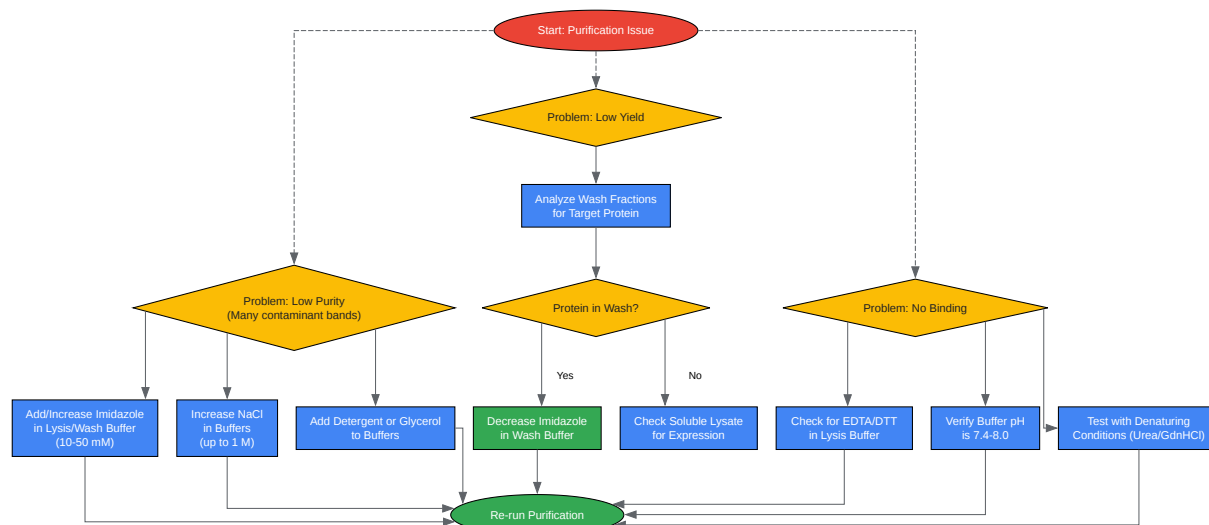 Start: Purification Issue
Problem: Low Yield
Analyze Wash Fractions
for Target Protein
Problem: Low Purity
(Many contaminant bands)
Protein in Wash?
Problem: No Binding
Yes
No
Add/Increase Imidazole
in Lysis/Wash Buffer
(10-50 mM)
Increase NaCl
in Buffers
(up to 1 M)
Add Detergent or Glycerol
to Buffers
Decrease Imidazole
in Wash Buffer
Check Soluble Lysate
for Expression
Check for EDTA/DTT
in Lysis Buffer
Verify Buffer pH
is 7.4-8.0
Test with Denaturing
Conditions (Urea/GdnHCl)
Re-run Purification